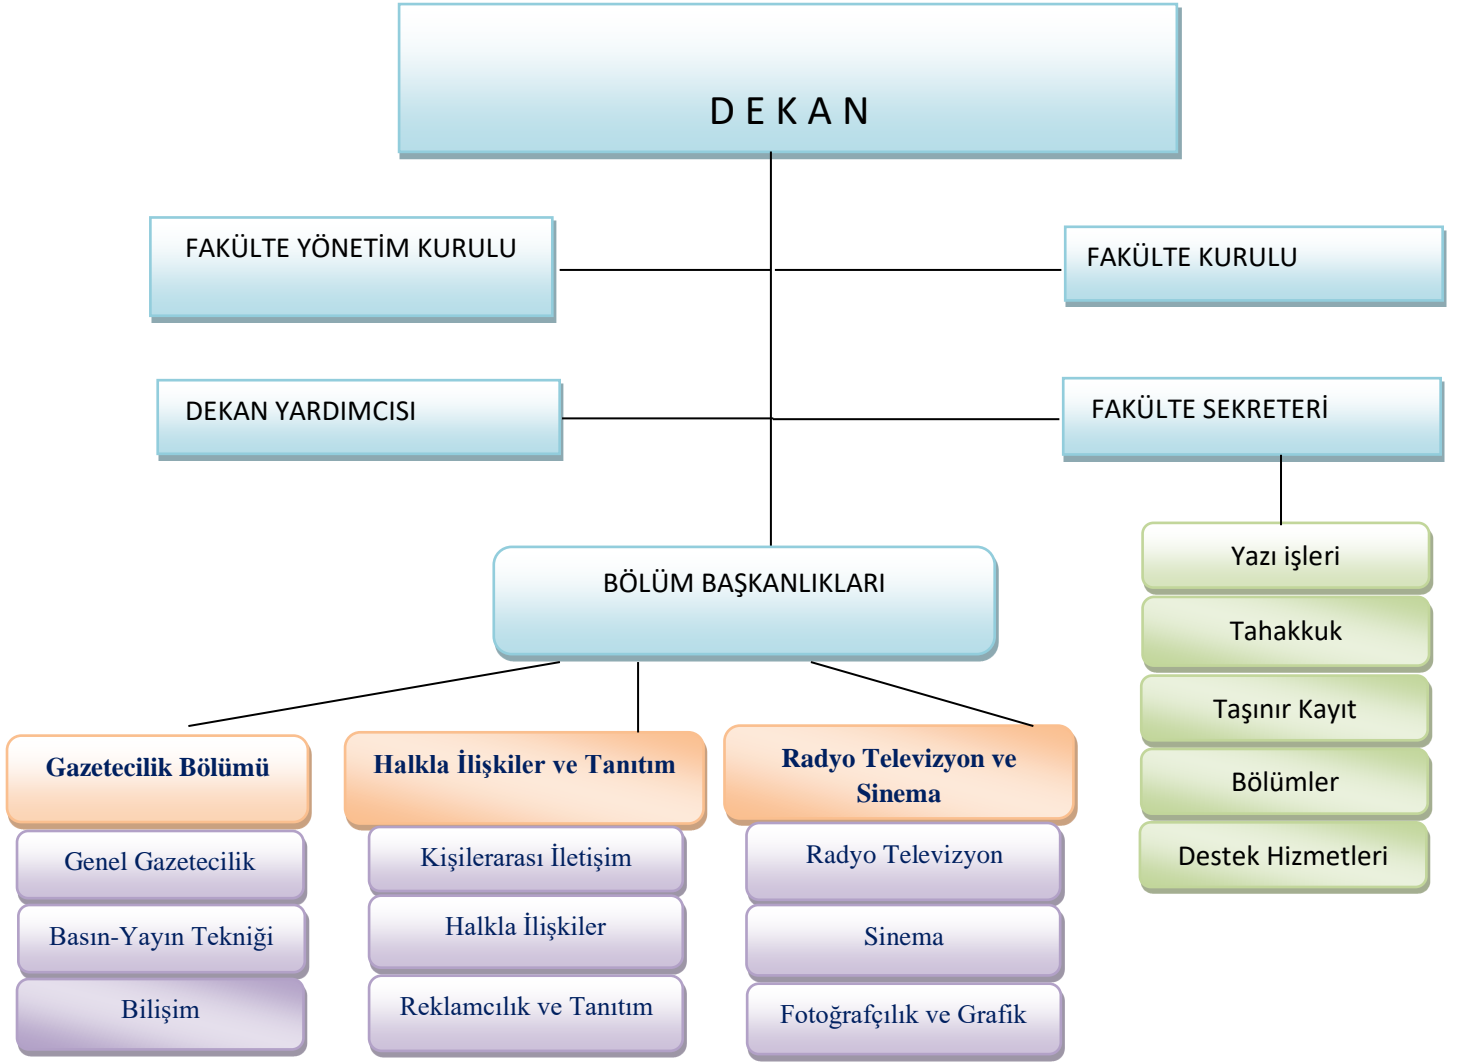 D E K A N
FAKÜLTE YÖNETİM KURULU
FAKÜLTE KURULU
DEKAN YARDIMCISI
FAKÜLTE SEKRETERİ
BÖLÜM BAŞKANLIKLARI
Yazı işleri
Tahakkuk
Taşınır Kayıt
Bölümler
Destek Hizmetleri
Gazetecilik Bölümü
Genel Gazetecilik
Basın-Yayın Tekniği
Bilişim
Halkla İlişkiler ve Tanıtım
Kişilerarası İletişim
Halkla İlişkiler
Reklamcılık ve Tanıtım
Radyo Televizyon ve
Sinema
Radyo Televizyon
Sinema
Fotoğrafçılık ve Grafik